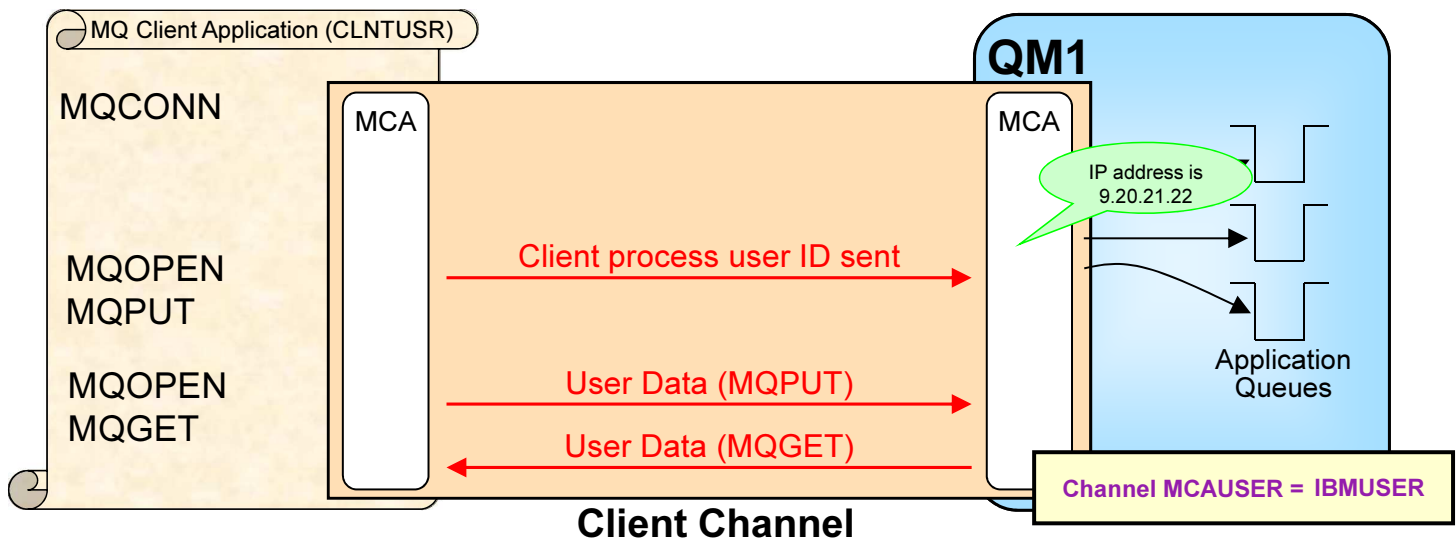 MQ Client Application (CLNTUSR)
QM1
MQCONN
MCA
MCA
IP address is
9.20.21.22
Client process user ID sent
MQOPEN
MQPUT
Application
Queues
MQOPEN
MQGET
User Data (MQPUT)
User Data (MQGET)
Channel MCAUSER = IBMUSER
Client Channel